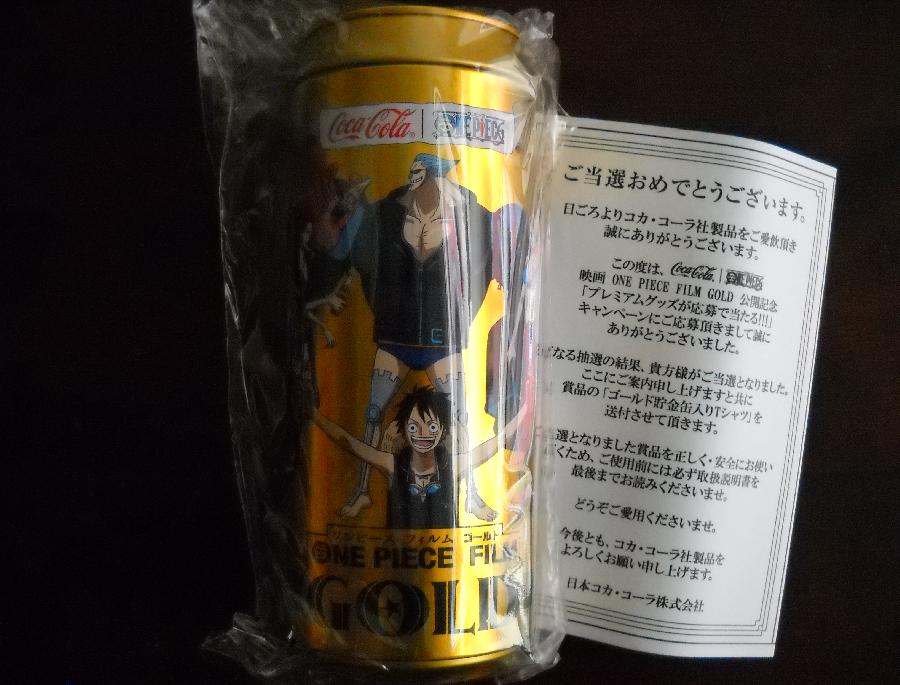 Coca-Cola
ONE PIECE
ワンピース フィルム ゴールド
ONE PIECE FILM
GOLD
ご当選おめでとうございます。
日ごろよりコカ・コーラ社製品をご愛飲頂き
誠にありがとうございます。
この度は、Coca-Cola | ONE PIECE
映画 ONE PIECE FILM GOLD 公開記念
「プレミアムグッズが応募で当たる!!!」
キャンペーンにご応募頂きまして誠に
ありがとうございました。
なる抽選の結果、貴方様がご当選となりました。
ここにご案内申し上げますと共に
賞品の「ゴールド貯金缶入りTシャツ」を
送付させて頂きます。
選となりました賞品を正しく・安全にお使い
くため、ご使用前には必ず取扱説明書を
最後までお読みくださいませ。
どうぞご愛用くださいませ。
今後とも、コカ・コーラ社製品を
よろしくお願い申し上げます。
日本コカ・コーラ株式会社